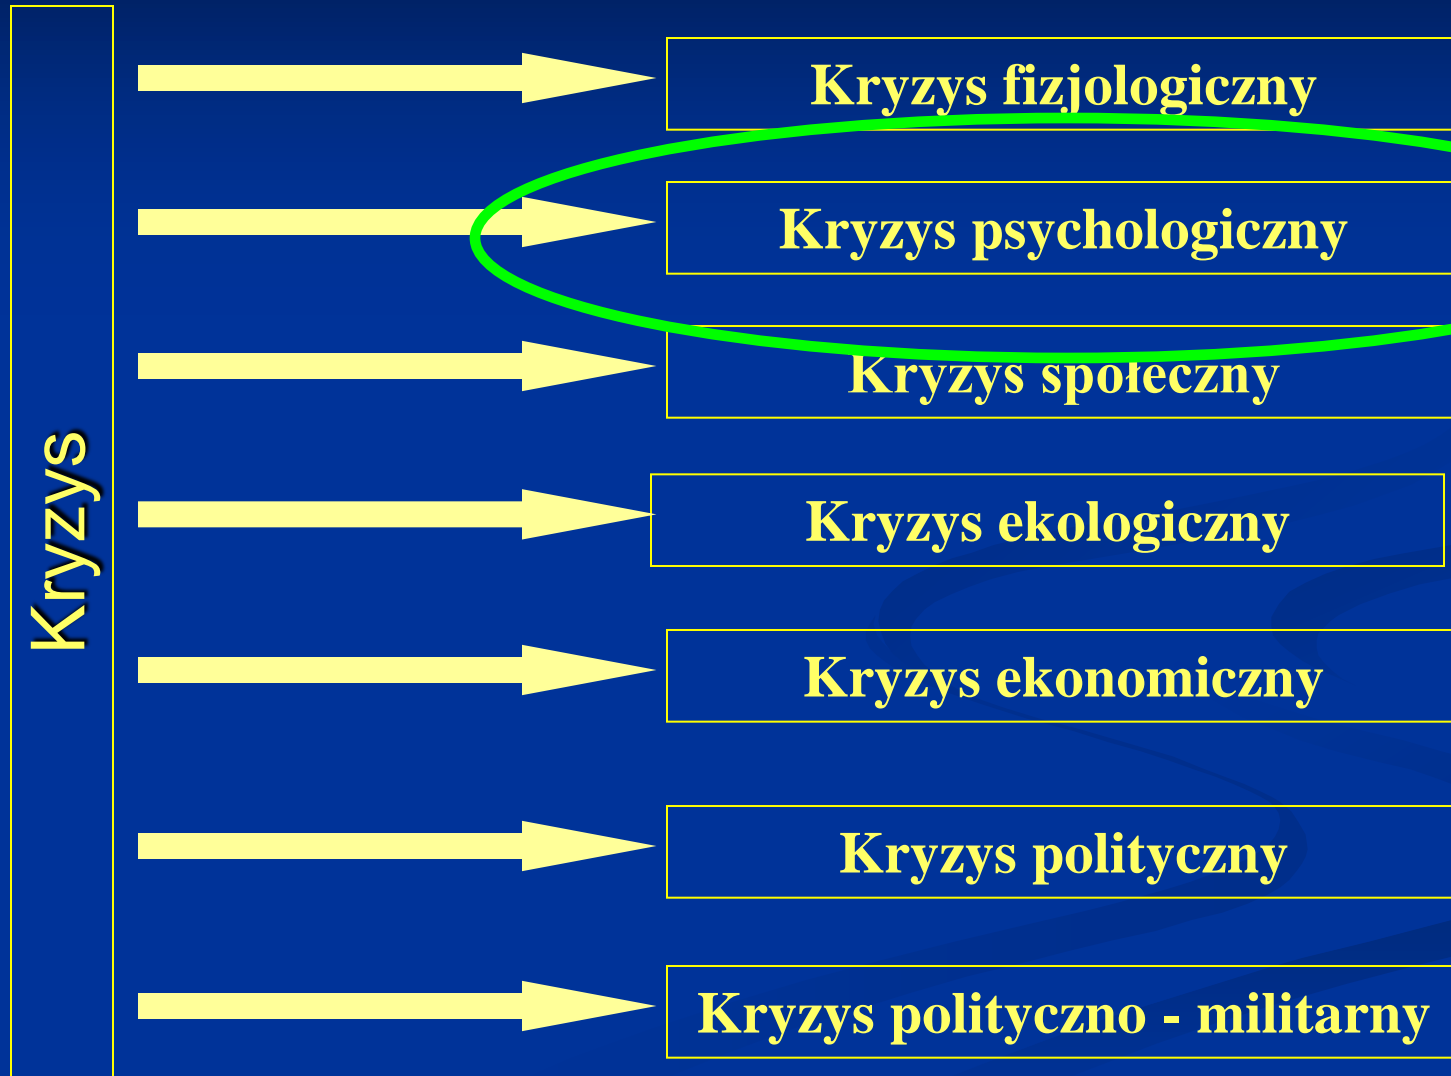 Kryzys
Kryzys fizjologiczny
Kryzys psychologiczny
Kryzys społeczny
Kryzys ekologiczny
Kryzys ekonomiczny
Kryzys polityczny
Kryzys polityczno - militarny